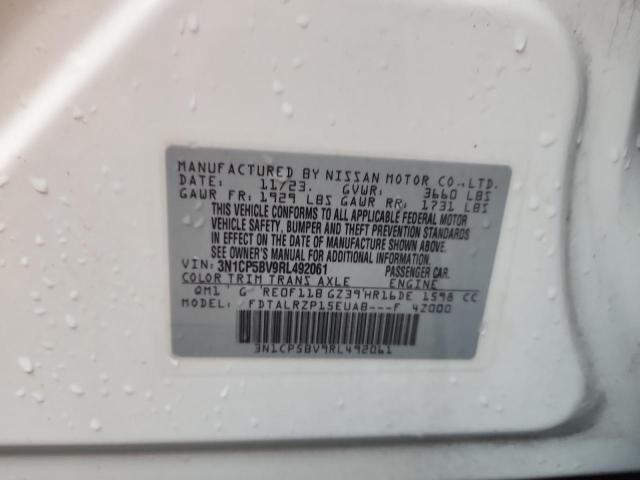 MANUFACTURED BY NISSAN MOTOR CO.,LTD.
DATE: 11/23. GVWR: 3660 LBS
GAWR FR: 1929 LBS GAWR RR: 1731 LBS
THIS VEHICLE CONFORMS TO ALL APPLICABLE FEDERAL MOTOR
VEHICLE SAFETY, BUMPER AND THEFT PREVENTION STANDARDS
IN EFFECT ON THE DATE OF MANUFACTURE SHOWN ABOVE.
SEE OWNER'S MANUAL FOR ADDITIONAL INFORMATION.
VIN: 3N1CP5BV9RL492061 PASSENGER CAR.
COLOR TRIM TRANS AXLE ENGINE
QM1 G RE0F11B GZ39 HR16DE 1598 CC
MODEL: FDTALRZP15EUAB---F 4Z000
3N1CP5BV9RL492061